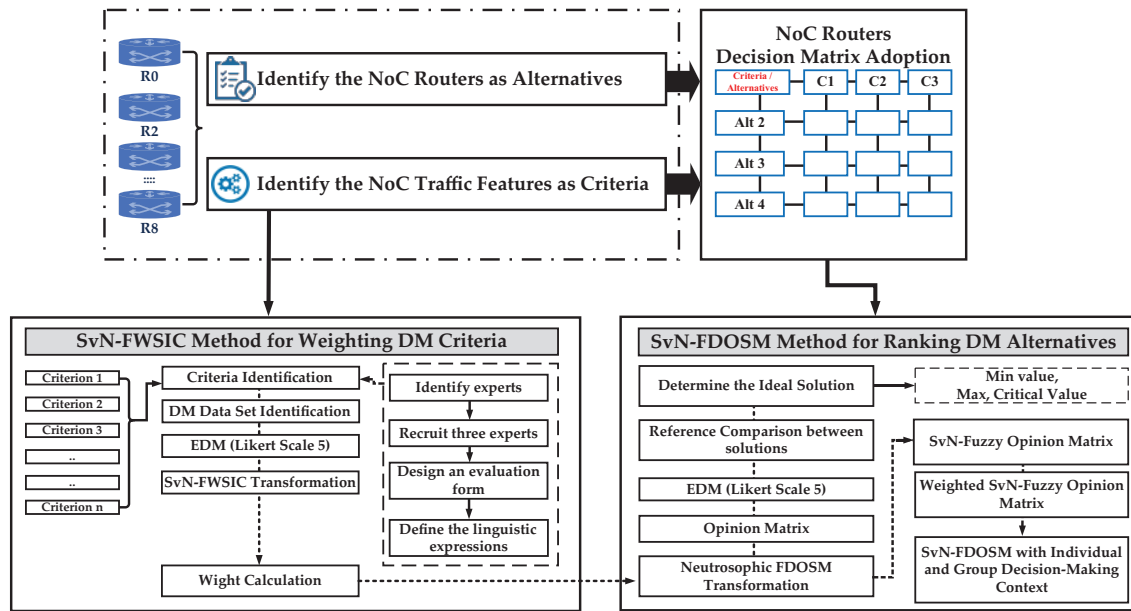 R0
R2
::::
R8
Identify the NoC Routers as Alternatives
Identify the NoC Traffic Features as Criteria
NoC Routers
Decision Matrix Adoption
Criteria /
Alternatives
C1
C2
C3
Alt 2
Alt 3
Alt 4
SvN-FWSIC Method for Weighting DM Criteria
Criterion 1
Criterion 2
Criterion 3
..
..
Criterion n
Criteria Identification
DM Data Set Identification
EDM (Likert Scale 5)
SvN-FWSIC Transformation
Wight Calculation
Identify experts
Recruit three experts
Design an evaluation
form
Define the linguistic
expressions
SvN-FDOSM Method for Ranking DM Alternatives
Determine the Ideal Solution
Reference Comparison between
solutions
EDM (Likert Scale 5)
Opinion Matrix
Neutrosophic FDOSM
Transformation
Min value,
Max, Critical Value
SvN-Fuzzy Opinion Matrix
Weighted SvN-Fuzzy Opinion
Matrix
SvN-FDOSM with Individual
and Group Decision-Making
Context